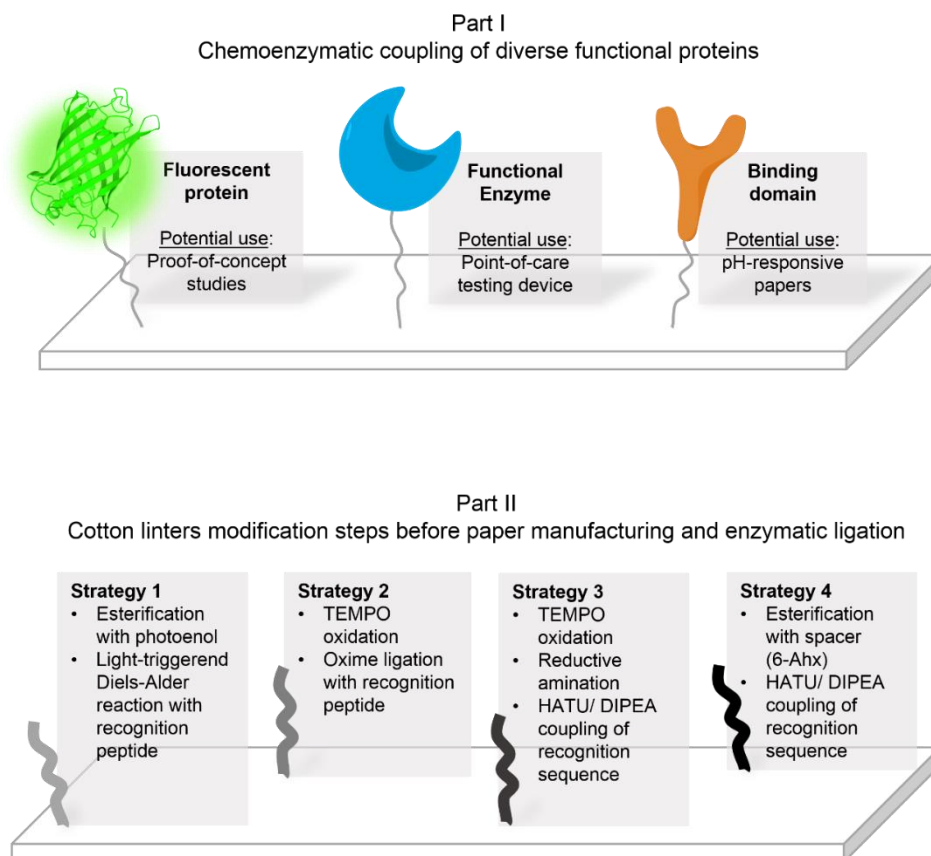 Part I
Chemoenzymatic coupling of diverse functional proteins
Fluorescent
protein
Potential use:
Proof-of-concept
studies
Functional
Enzyme
Potential use:
Point-of-care
testing device
Binding
domain
Potential use:
pH-responsive
papers
Part II
Cotton linters modification steps before paper manufacturing and enzymatic ligation
Strategy 1
• Esterification
with photoenol
• Light-triggerend
Diels-Alder
reaction with
recognition
peptide
Strategy 2
• TEMPO
oxidation
• Oxime ligation
with recognition
peptide
Strategy 3
• TEMPO
oxidation
• Reductive
amination
• HATU/ DIPEA
coupling of
recognition
sequence
Strategy 4
• Esterification
with spacer
(6-Ahx)
• HATU/ DIPEA
coupling of
recognition
sequence